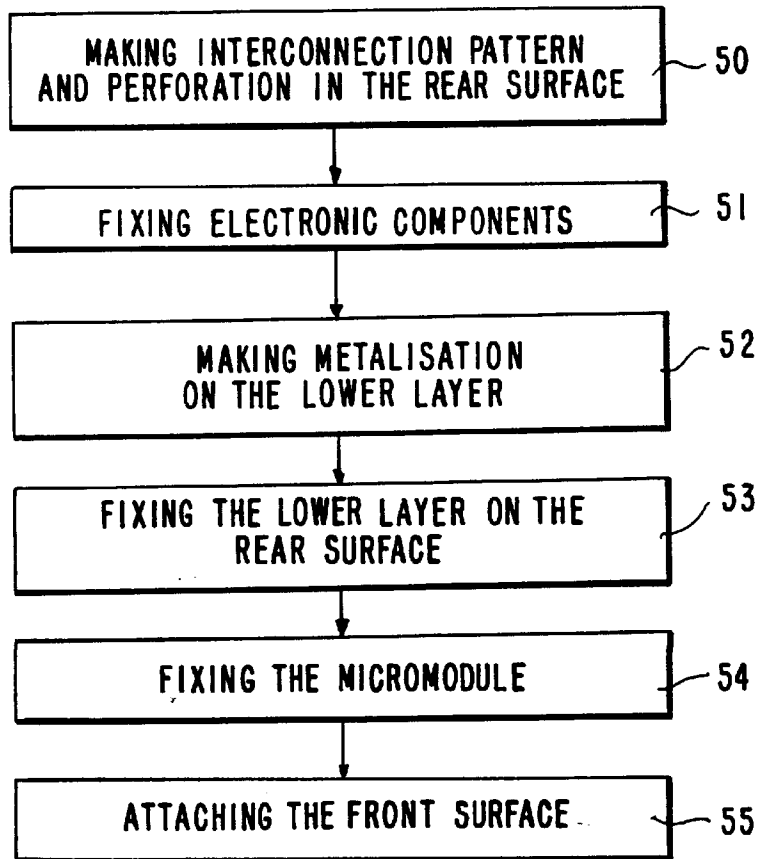 MAKING INTERCONNECTION PATTERN
AND PERFORATION IN THE REAR SURFACE
50
FIXING ELECTRONIC COMPONENTS
51
MAKING METALISATION
ON THE LOWER LAYER
52
FIXING THE LOWER LAYER ON THE
REAR SURFACE
53
FIXING THE MICROMODULE
54
ATTACHING THE FRONT SURFACE
55